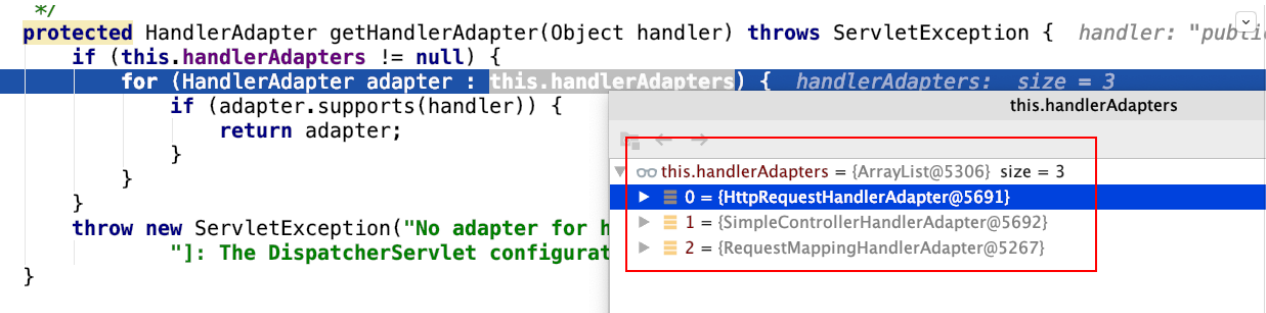 */
protected HandlerAdapter getHandlerAdapter(Object handler) throws ServletException {  handler: "public
if (this.handlerAdapters != null) {
for (HandlerAdapter adapter : this.handlerAdapters) {  handlerAdapters:  size = 3
if (adapter.supports(handler)) {
return adapter;
}
}
}
throw new ServletException("No adapter for h
"]: The DispatcherServlet configurat
}
this.handlerAdapters
this.handlerAdapters = {ArrayList@5306} size = 3
0 = {HttpRequestHandlerAdapter@5691}
1 = {SimpleControllerHandlerAdapter@5692}
2 = {RequestMappingHandlerAdapter@5267}